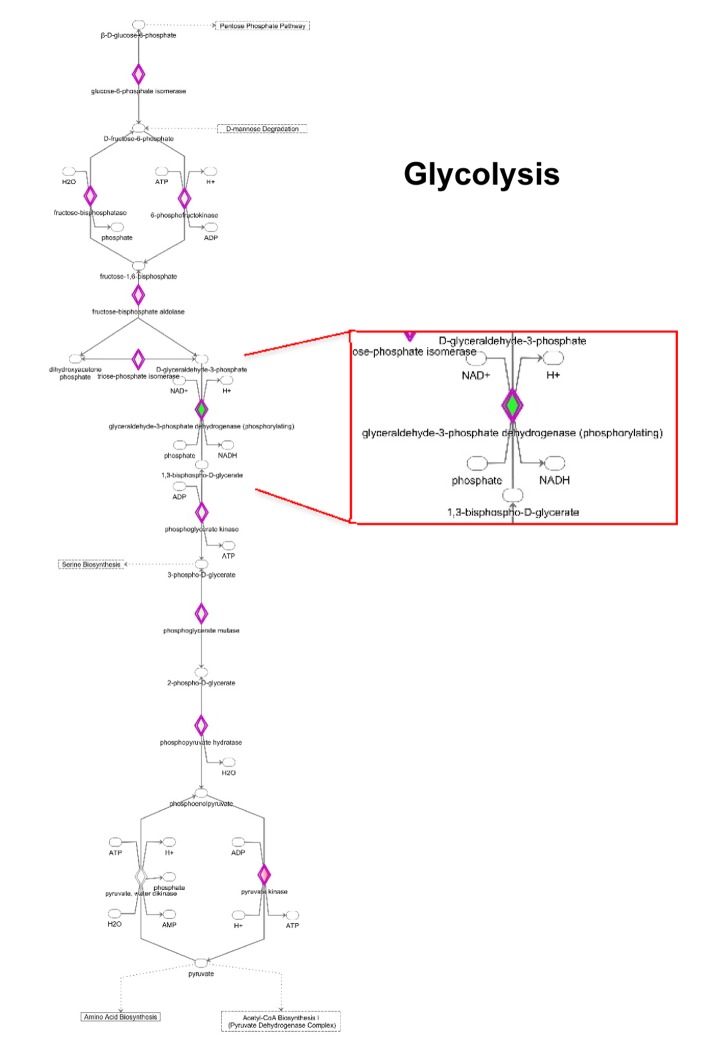 Pentose Phosphate Pathway
β-D-glucose-6-phosphate
glucose-6-phosphate isomerase
D-mannose Degradation
D-fructose-6-phosphate
Glycolysis
H2O
ATP
H+
fructose-bisphosphatase
6-phosphofructokinase
phosphate
ADP
fructose-1,6-bisphosphate
fructose-bisphosphate aldolase
dihydroxyacetone
phosphate
triose-phosphate isomerase
D-glyceraldehyde-3-phosphate
NAD+
H+
glyceraldehyde-3-phosphate dehydrogenase (phosphorylating)
phosphate
NADH
1,3-bisphospho-D-glycerate
ADP
phosphoglycerate kinase
ATP
D-glyceraldehyde-3-phosphate
ose-phosphate isomerase
NAD+
H+
glyceraldehyde-3-phosphate dehydrogenase (phosphorylating)
phosphate
NADH
1,3-bisphospho-D-glycerate
Serine Biosynthesis
3-phospho-D-glycerate
phosphoglycerate mutase
2-phospho-D-glycerate
phosphopyruvate hydratase
H2O
phosphoenolpyruvate
ATP
H+
ADP
phosphate
pyruvate, water dikinase
pyruvate kinase
H2O
AMP
H+
ATP
pyruvate
Amino Acid Biosynthesis
Acetyl-CoA Biosynthesis I
(Pyruvate Dehydrogenase Complex)